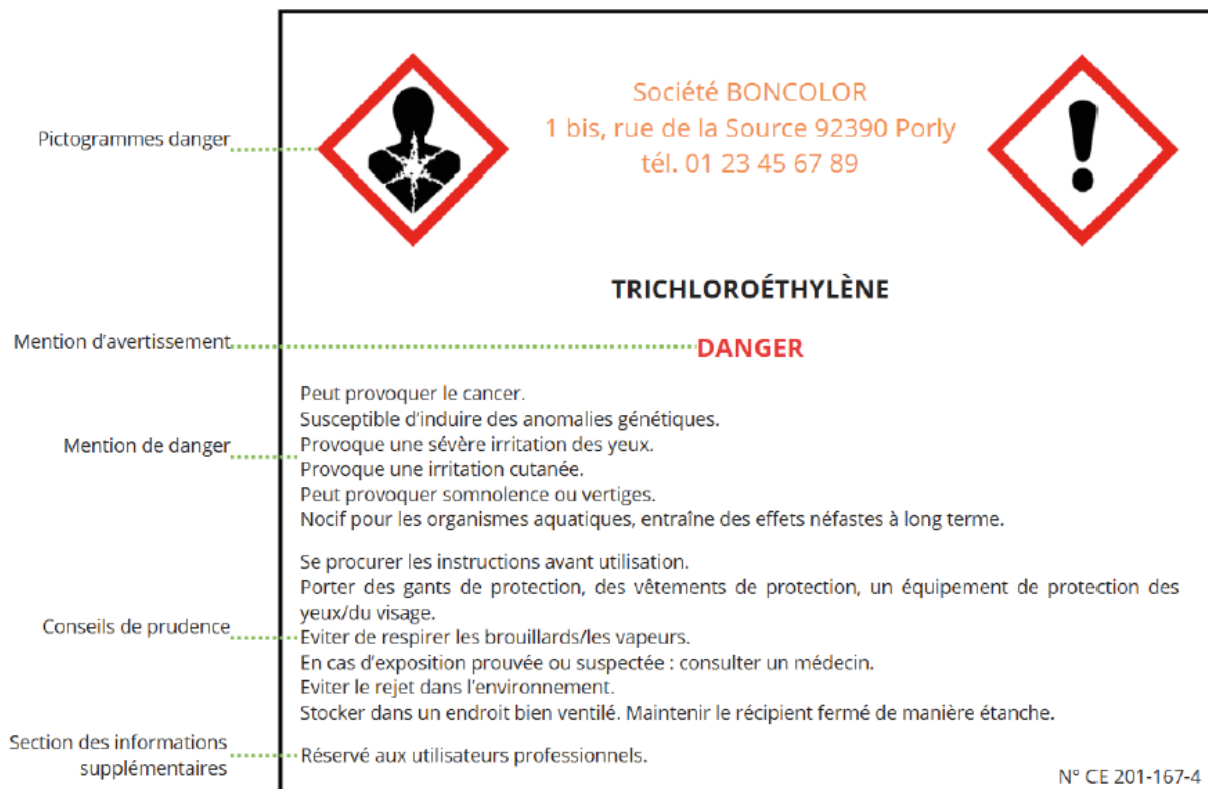 Société BONCOLOR
1 bis, rue de la Source 92390 Porly
tél. 01 23 45 67 89
Pictogrammes danger
TRICHLOROÉTHYLÈNE
Mention d'avertissement
DANGER
Mention de danger
Peut provoquer le cancer.
Susceptible d'induire des anomalies génétiques.
Provoque une sévère irritation des yeux.
Provoque une irritation cutanée.
Peut provoquer somnolence ou vertiges.
Nocif pour les organismes aquatiques, entraîne des effets néfastes à long terme.
Conseils de prudence
Se procurer les instructions avant utilisation.
Porter des gants de protection, des vêtements de protection, un équipement de protection des
yeux/du visage.
Eviter de respirer les brouillards/les vapeurs.
En cas d'exposition prouvée ou suspectée : consulter un médecin.
Eviter le rejet dans l'environnement.
Stocker dans un endroit bien ventilé. Maintenir le récipient fermé de manière étanche.
Section des informations
supplémentaires
Réservé aux utilisateurs professionnels.
N° CE 201-167-4